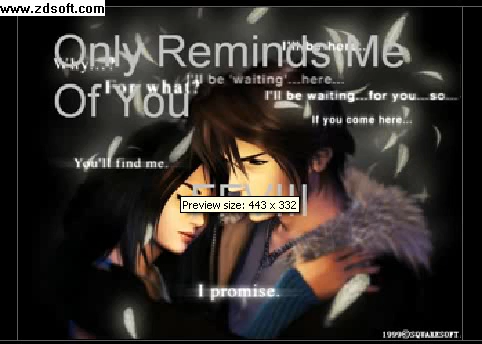 www.zdsoft.com
Only Reminds Me
Of You
I'll be here...
Why...?
I'll be 'waiting'...here...
For what?
I'll be waiting...for you...so...
If you come here...
You'll find me.
FFVIII
Preview size: 443 x 332
I promise.
1999©SQUARESOFT